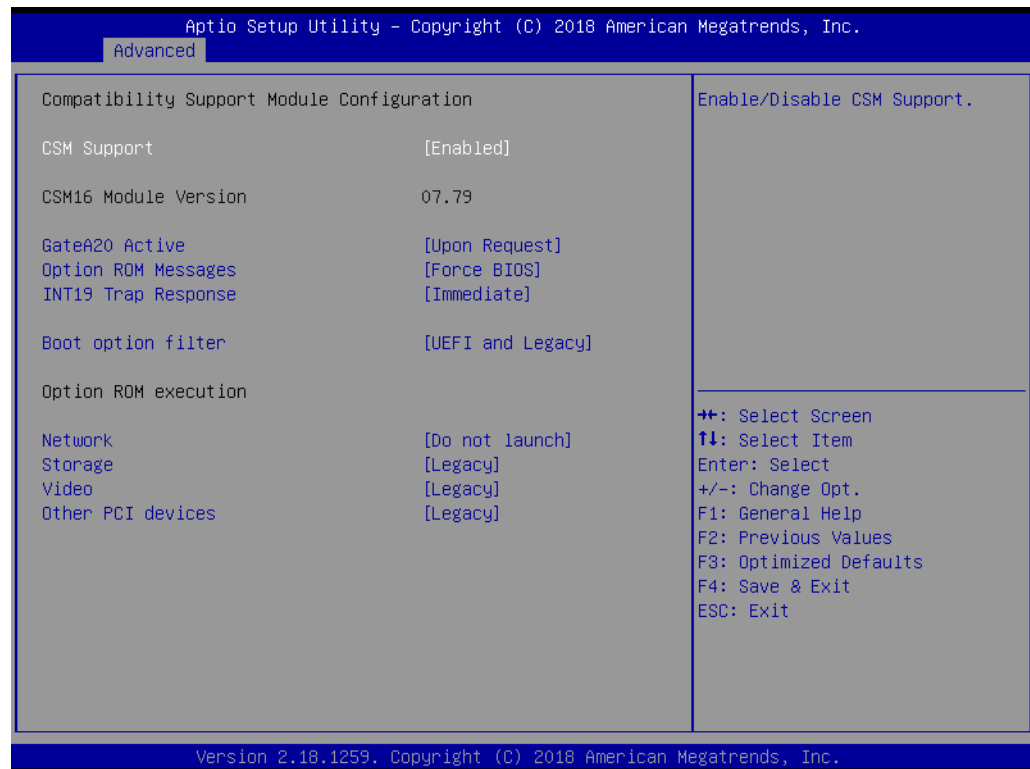 Aptio Setup Utility – Copyright (C) 2018 American Megatrends, Inc.
Advanced
Compatibility Support Module Configuration
CSM Support [Enabled]
CSM16 Module Version 07.79
GateA20 Active [Upon Request]
Option ROM Messages [Force BIOS]
INT19 Trap Response [Immediate]
Boot option filter [UEFI and Legacy]
Option ROM execution
Network [Do not launch]
Storage [Legacy]
Video [Legacy]
Other PCI devices [Legacy]
Enable/Disable CSM Support.
→←: Select Screen
↑↓: Select Item
Enter: Select
+/-: Change Opt.
F1: General Help
F2: Previous Values
F3: Optimized Defaults
F4: Save & Exit
ESC: Exit
Version 2.18.1259. Copyright (C) 2018 American Megatrends, Inc.